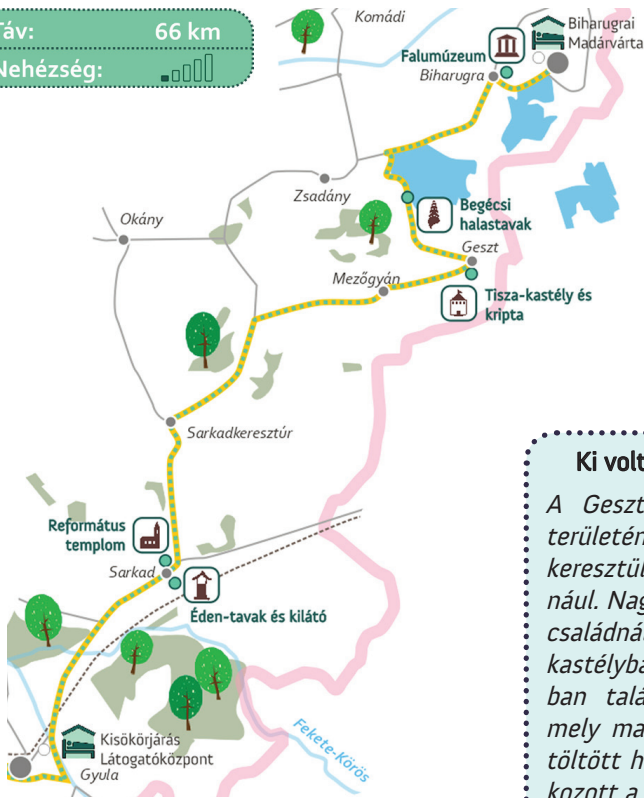 Táv: 66 km
Nehézség:
Komádi
Biharugrai
Madárvárta
Falumúzeum
Biharugra
Zsadány
Begécsi
halastavak
Okány
Geszt
Mezőgyán
Tisza-kastély és
kripta
Sarkadkeresztúr
Református
templom
Sarkad
Éden-tavak és kilátó
Fekete-Körös
Kisökörjárás
Látogatóközpont
Gyula
Ki volt
A Geszt
területén
keresztül
nául. Nag
családná
kastélyba
ban talá
mely ma
töltött h
kozott a